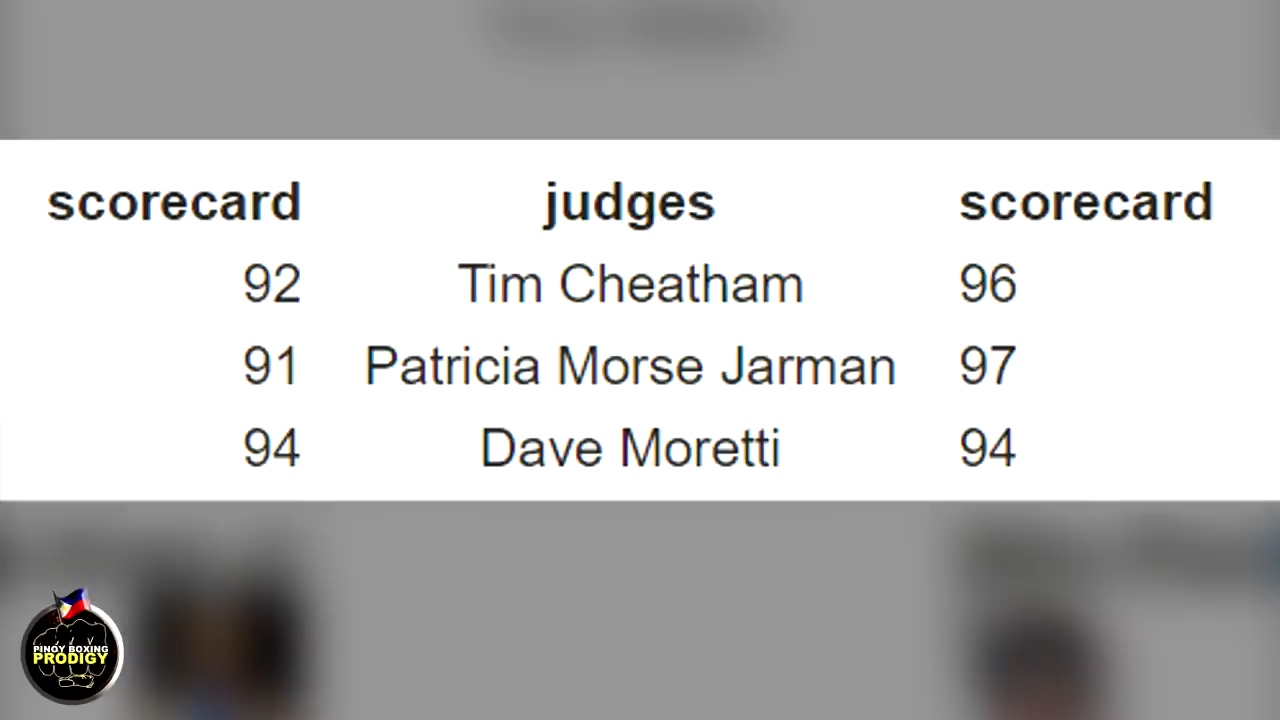 scorecard judges scorecard
92 Tim Cheatham 96
91 Patricia Morse Jarman 97
94 Dave Moretti 94
PINOY BOXING
PRODIGY